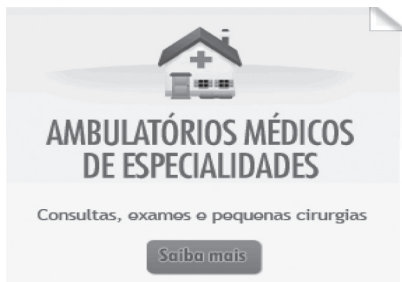 AMBULATÓRIOS MÉDICOS
DE ESPECIALIDADES
Consultas, exames e pequenas cirurgias
Saiba mais